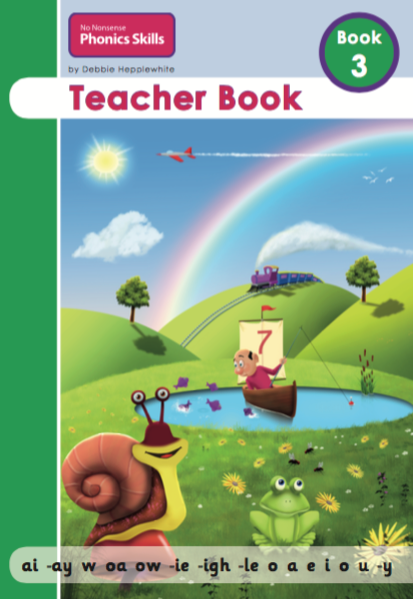 No Nonsense
Phonics Skills
Book
3
by Debbie Hepplewhite
Teacher Book
7
ai -ay w oa ow -ie -igh -le o a e i o u -y